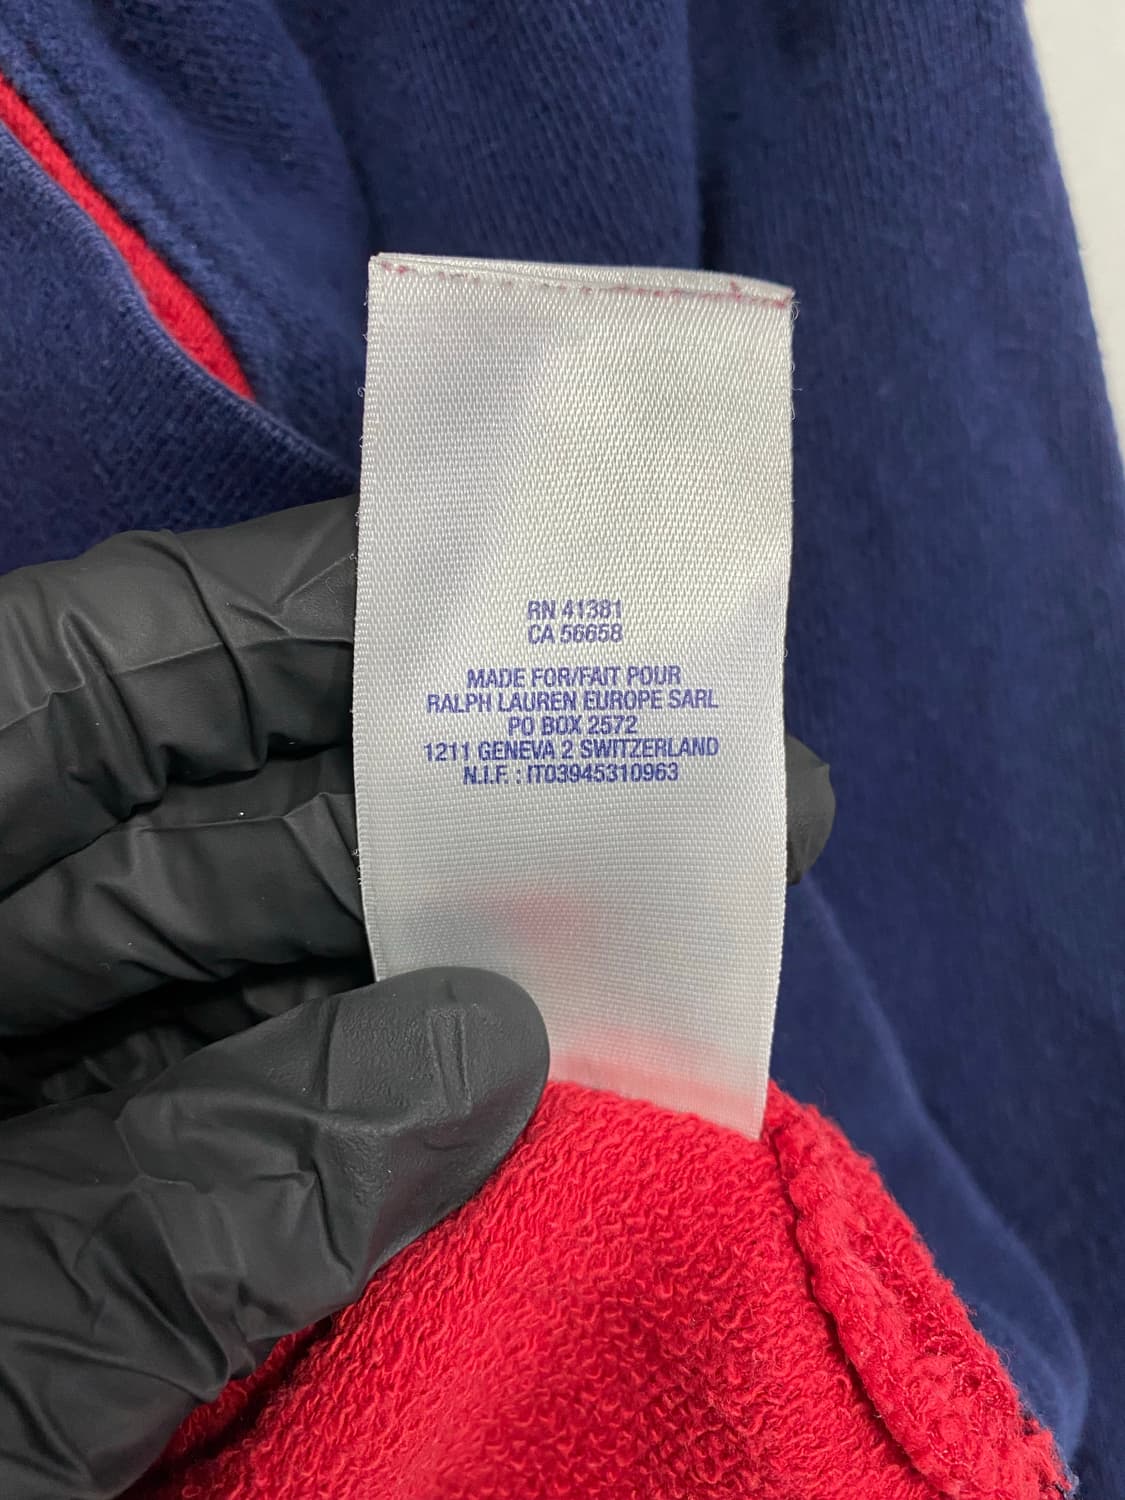 RN 41381
CA 56658
MADE FOR/FAIT POUR
RALPH LAUREN EUROPE SARL
PO BOX 2572
1211 GENEVA 2 SWITZERLAND
N.I.F. : IT03945310963